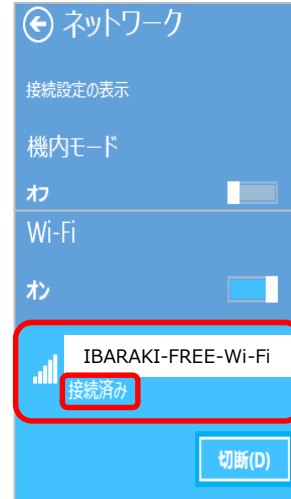 ネットワーク
接続設定の表示
機内モード
オフ
Wi-Fi
オン
IBARAKI-FREE-Wi-Fi
接続済み
切断(D)